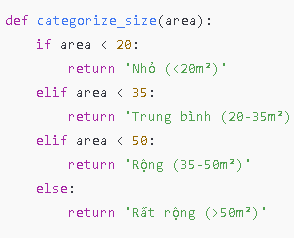 def categorize_size(area):
    if area < 20:
        return 'Nhỏ (<20m²)'
    elif area < 35:
        return 'Trung bình (20-35m²)'
    elif area < 50:
        return 'Rộng (35-50m²)'
    else:
        return 'Rất rộng (>50m²)'